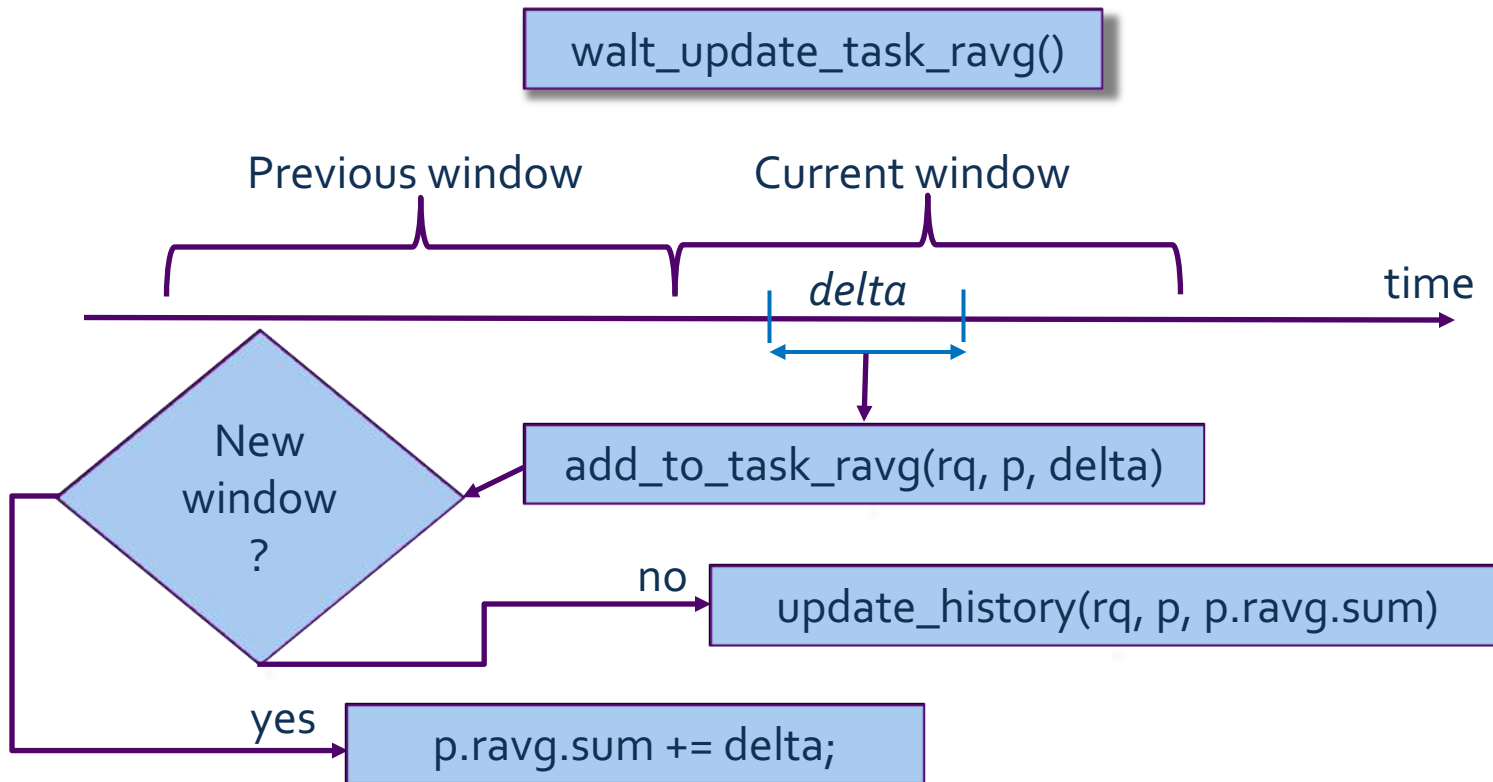 walt_update_task_ravg()
Previous window
Current window
delta
time
New
window
?
add_to_task_ravg(rq, p, delta)
no
update_history(rq, p, p.ravg.sum)
yes
p.ravg.sum += delta;